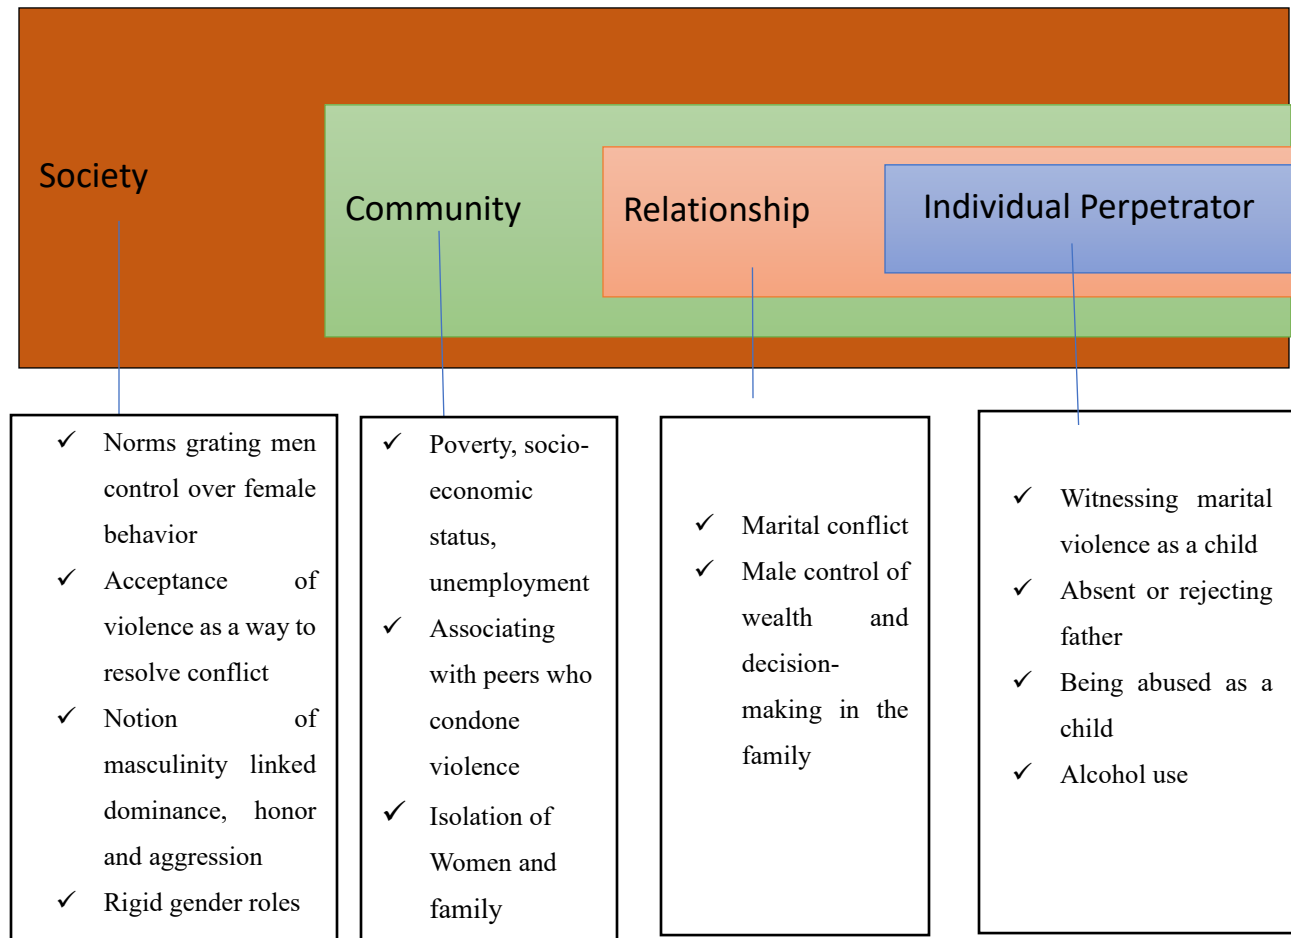 Society
Community
Relationship
Individual Perpetrator
✓ Norms grating men
control over female
behavior
✓ Acceptance of
violence as a way to
resolve conflict
✓ Notion of
masculinity linked
dominance, honor
and aggression
✓ Rigid gender roles
✓ Poverty, socio-
economic
status,
unemployment
✓ Associating
with peers who
condone
violence
✓ Isolation of
Women and
family
✓ Marital conflict
✓ Male control of
wealth and
decision-
making in the
family
✓ Witnessing marital
violence as a child
✓ Absent or rejecting
father
✓ Being abused as a
child
✓ Alcohol use